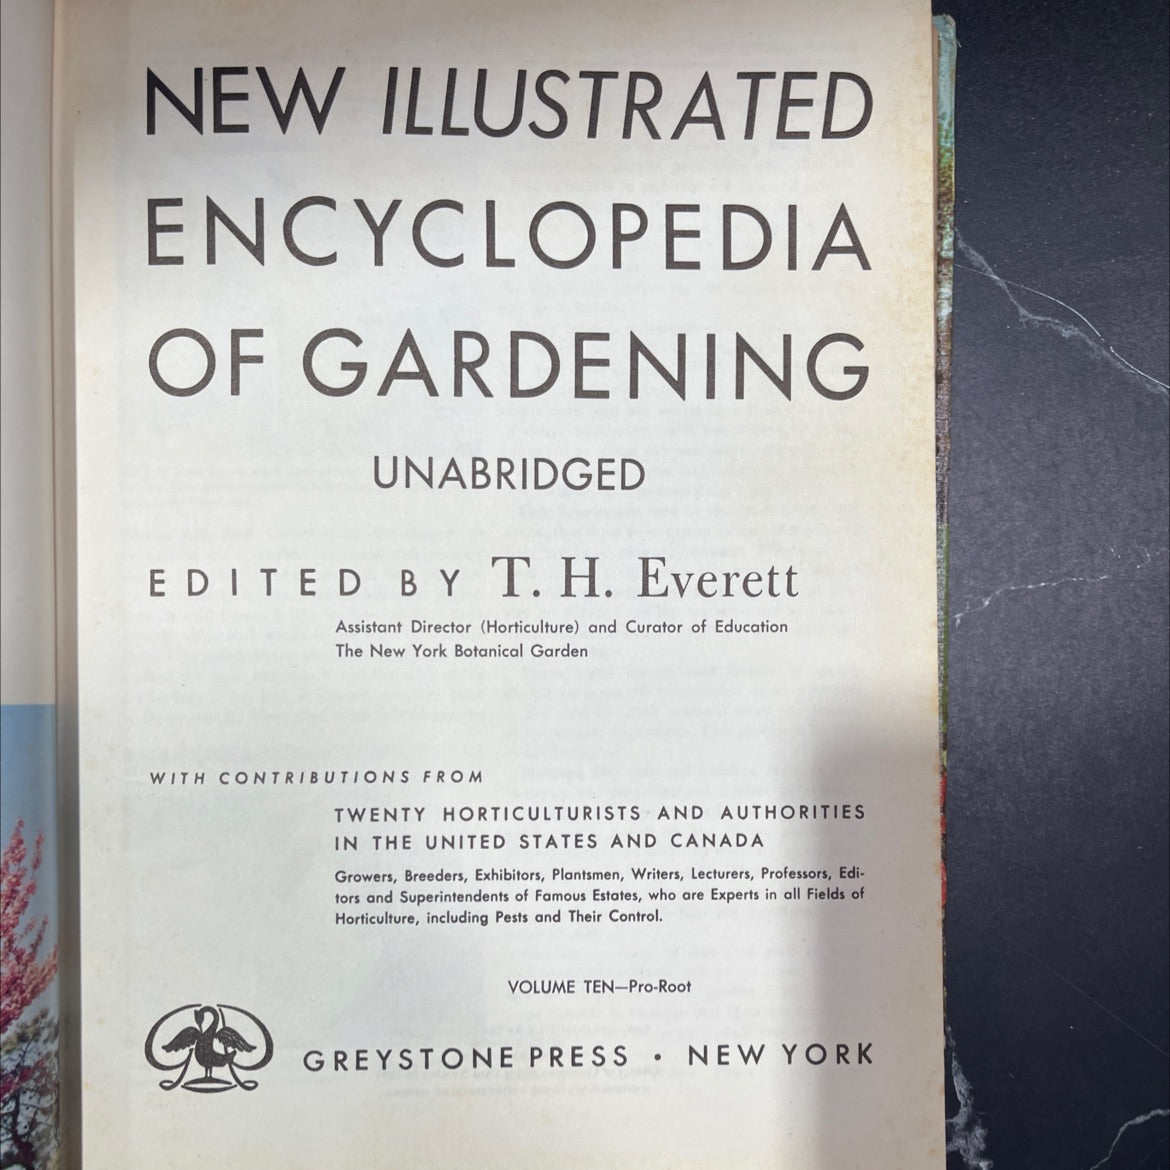 NEW ILLUSTRATED
ENCYCLOPEDIA
OF GARDENING
UNABRIDGED
EDITED BY T. H. Everett
Assistant Director (Horticulture) and Curator of Education
The New York Botanical Garden
WITH CONTRIBUTIONS FROM
TWENTY HORTICULTURISTS AND AUTHORITIES
IN THE UNITED STATES AND CANADA
Growers, Breeders, Exhibitors, Plantsmen, Writers, Lecturers, Professors, Edi-
tors and Superintendents of Famous Estates, who are Experts in all Fields of
Horticulture, including Pests and Their Control.
VOLUME TEN—Pro-Root
GREYSTONE PRESS • NEW YORK